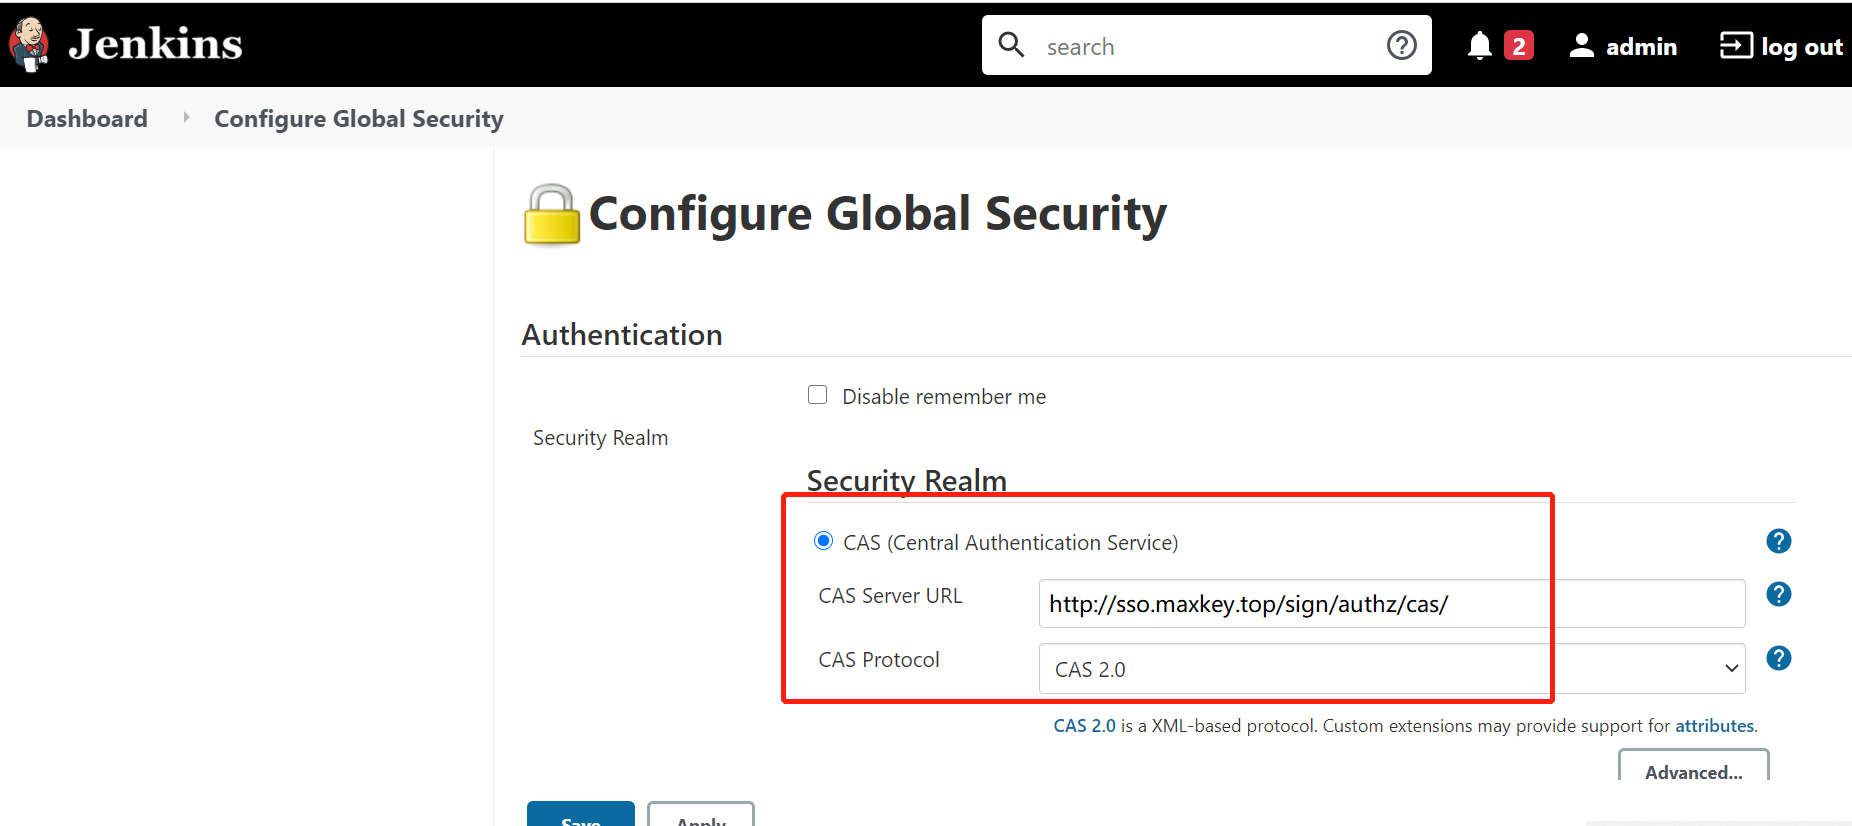 Jenkins
search
2
admin
log out
Dashboard
Configure Global Security
Configure Global Security
Authentication
Disable remember me
Security Realm
Security Realm
CAS (Central Authentication Service)
CAS Server URL
http://sso.maxkey.top/sign/authz/cas/
CAS Protocol
CAS 2.0
CAS 2.0 is a XML-based protocol. Custom extensions may provide support for attributes.
Advanced...
Save
Apply